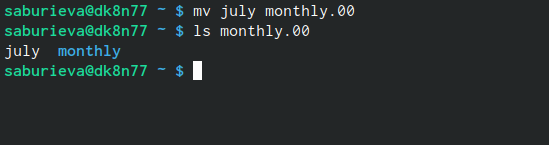 saburieva@dk8n77 ~ $ mv july monthly.00
saburieva@dk8n77 ~ $ ls monthly.00
july  monthly
saburieva@dk8n77 ~ $